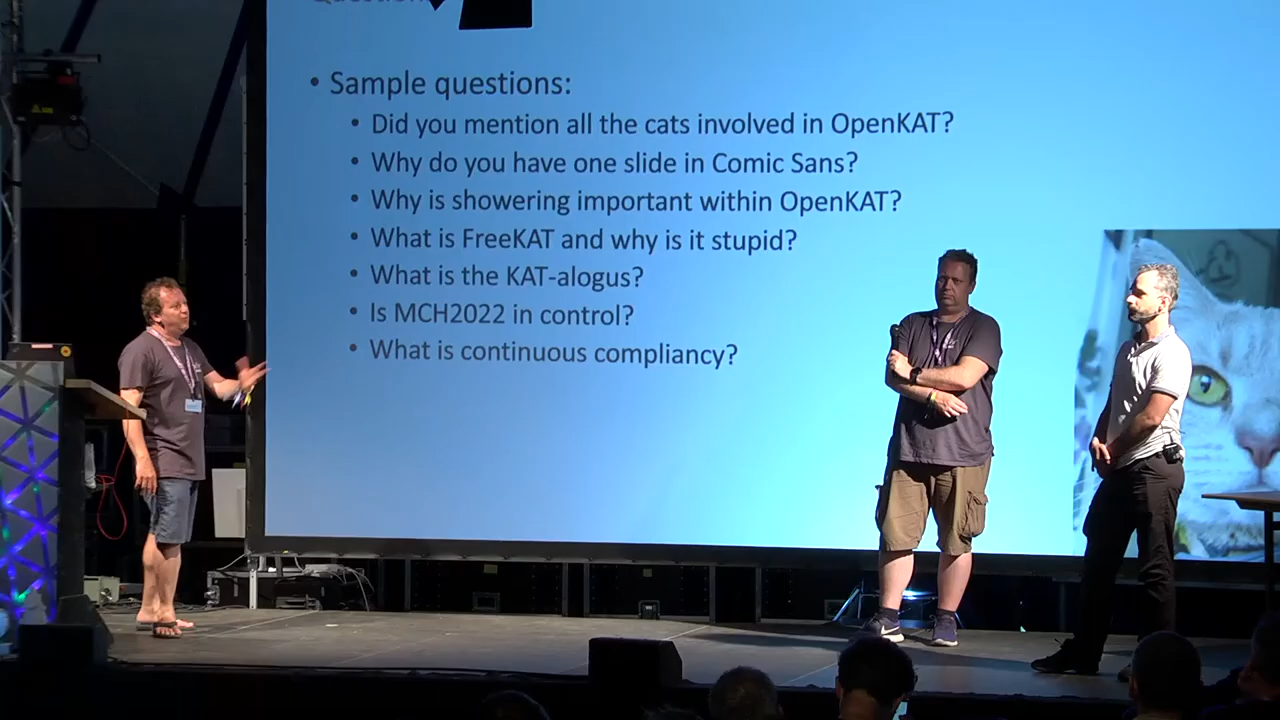 Question
• Sample questions:
• Did you mention all the cats involved in OpenKAT?
• Why do you have one slide in Comic Sans?
• Why is showering important within OpenKAT?
• What is FreeKAT and why is it stupid?
• What is the KAT-alogus?
• Is MCH2022 in control?
• What is continuous compliancy?